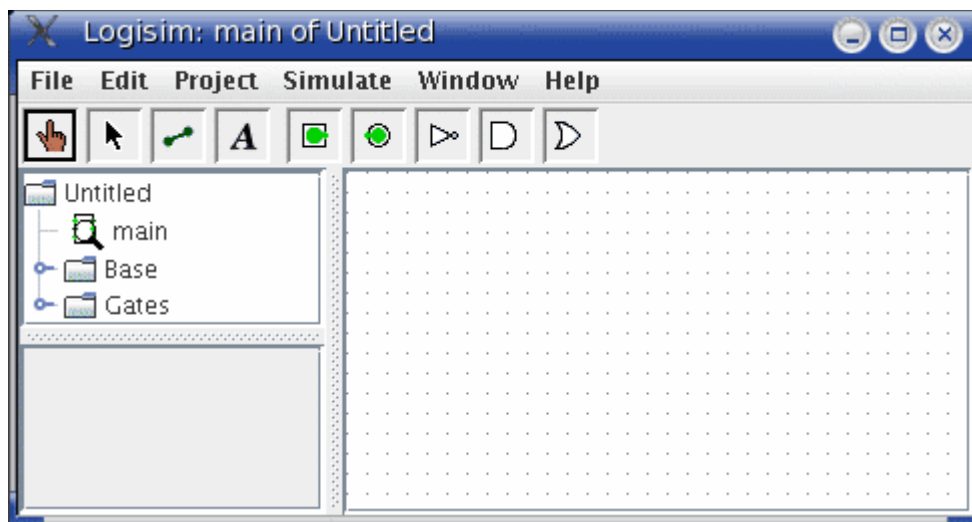 Logisim: main of Untitled
File Edit Project Simulate Window Help
A
Untitled
main
Base
Gates